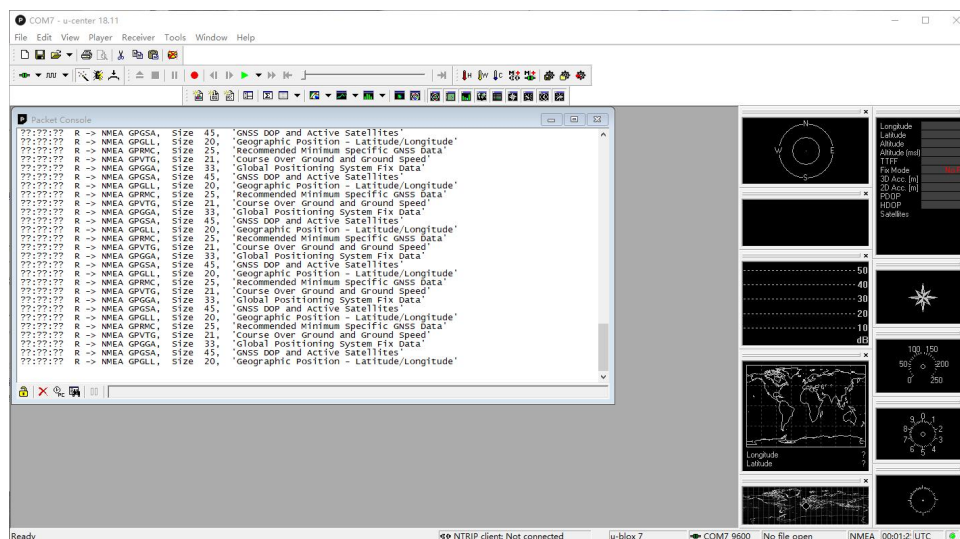 COM7 - u-center 18.11
File Edit View Player Receiver Tools Window Help
Packet Console
??:??:?? R -> NMEA GPGSA, Size 45, 'GNSS DOP and Active Satellites'
??:??:?? R -> NMEA GPGLL, Size 20, 'Geographic Position - Latitude/Longitude'
??:??:?? R -> NMEA GPRMC, Size 25, 'Recommended Minimum Specific GNSS Data'
??:??:?? R -> NMEA GPVTG, Size 21, 'Course Over Ground and Ground Speed'
??:??:?? R -> NMEA GPGGA, Size 33, 'Global Positioning System Fix Data'
??:??:?? R -> NMEA GPGSA, Size 45, 'GNSS DOP and Active Satellites'
??:??:?? R -> NMEA GPGLL, Size 20, 'Geographic Position - Latitude/Longitude'
??:??:?? R -> NMEA GPRMC, Size 25, 'Recommended Minimum Specific GNSS Data'
??:??:?? R -> NMEA GPVTG, Size 21, 'Course Over Ground and Ground Speed'
??:??:?? R -> NMEA GPGGA, Size 33, 'Global Positioning System Fix Data'
??:??:?? R -> NMEA GPGSA, Size 45, 'GNSS DOP and Active Satellites'
??:??:?? R -> NMEA GPGLL, Size 20, 'Geographic Position - Latitude/Longitude'
??:??:?? R -> NMEA GPRMC, Size 25, 'Recommended Minimum Specific GNSS Data'
??:??:?? R -> NMEA GPVTG, Size 21, 'Course Over Ground and Ground Speed'
??:??:?? R -> NMEA GPGGA, Size 33, 'Global Positioning System Fix Data'
??:??:?? R -> NMEA GPGSA, Size 45, 'GNSS DOP and Active Satellites'
??:??:?? R -> NMEA GPGLL, Size 20, 'Geographic Position - Latitude/Longitude'
??:??:?? R -> NMEA GPRMC, Size 25, 'Recommended Minimum Specific GNSS Data'
??:??:?? R -> NMEA GPVTG, Size 21, 'Course Over Ground and Ground Speed'
??:??:?? R -> NMEA GPGGA, Size 33, 'Global Positioning System Fix Data'
??:??:?? R -> NMEA GPGSA, Size 45, 'GNSS DOP and Active Satellites'
??:??:?? R -> NMEA GPGLL, Size 20, 'Geographic Position - Latitude/Longitude'
??:??:?? R -> NMEA GPRMC, Size 25, 'Recommended Minimum Specific GNSS Data'
??:??:?? R -> NMEA GPVTG, Size 21, 'Course Over Ground and Ground Speed'
??:??:?? R -> NMEA GPGGA, Size 33, 'Global Positioning System Fix Data'
??:??:?? R -> NMEA GPGSA, Size 45, 'GNSS DOP and Active Satellites'
??:??:?? R -> NMEA GPGLL, Size 20, 'Geographic Position - Latitude/Longitude'
N
W E
S
50
40
30
20
10
dB
Longitude ?
Latitude ?
Longitude
Latitude
Altitude
Altitude (msl)
TTFF
Fix Mode
3D Acc. [m]
2D Acc. [m]
PDOP
HDOP
Satellites
100 150
50 200
0 250
9 0 1
8 2
7 3
6 5 4
Ready
NTRIP client: Not connected
u-blox 7
COM7 9600
No file open
NMEA
00:01:2
UTC